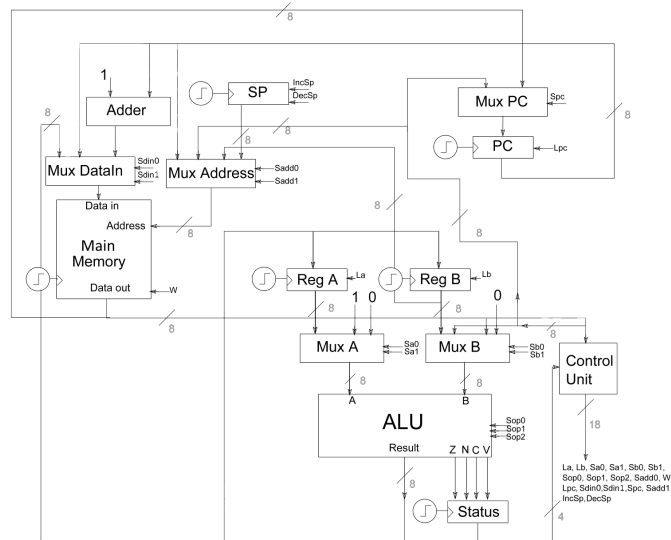 8
1
Adder
SP
IncSp
DecSp
8
8
8
Mux PC
Spc
8
PC
Lpc
Mux DataIn
Sdin0
Sdin1
Mux Address
Sadd0
Sadd1
Data in
Address
Main
Memory
Data out
W
8
8
8
Reg A
La
Reg B
Lb
8
1
0
8
0
8
8
Mux A
Sa0
Sa1
Mux B
Sb0
Sb1
Control
Unit
8
8
A
B
ALU
Sop0
Sop1
Sop2
Result
Z N C V
18
8
La, Lb, Sa0, Sa1, Sb0, Sb1,
Sop0, Sop1, Sop2, Sadd0, W
Lpc, Sdin0,Sdin1,Spc, Sadd1
IncSp,DecSp
Status
4